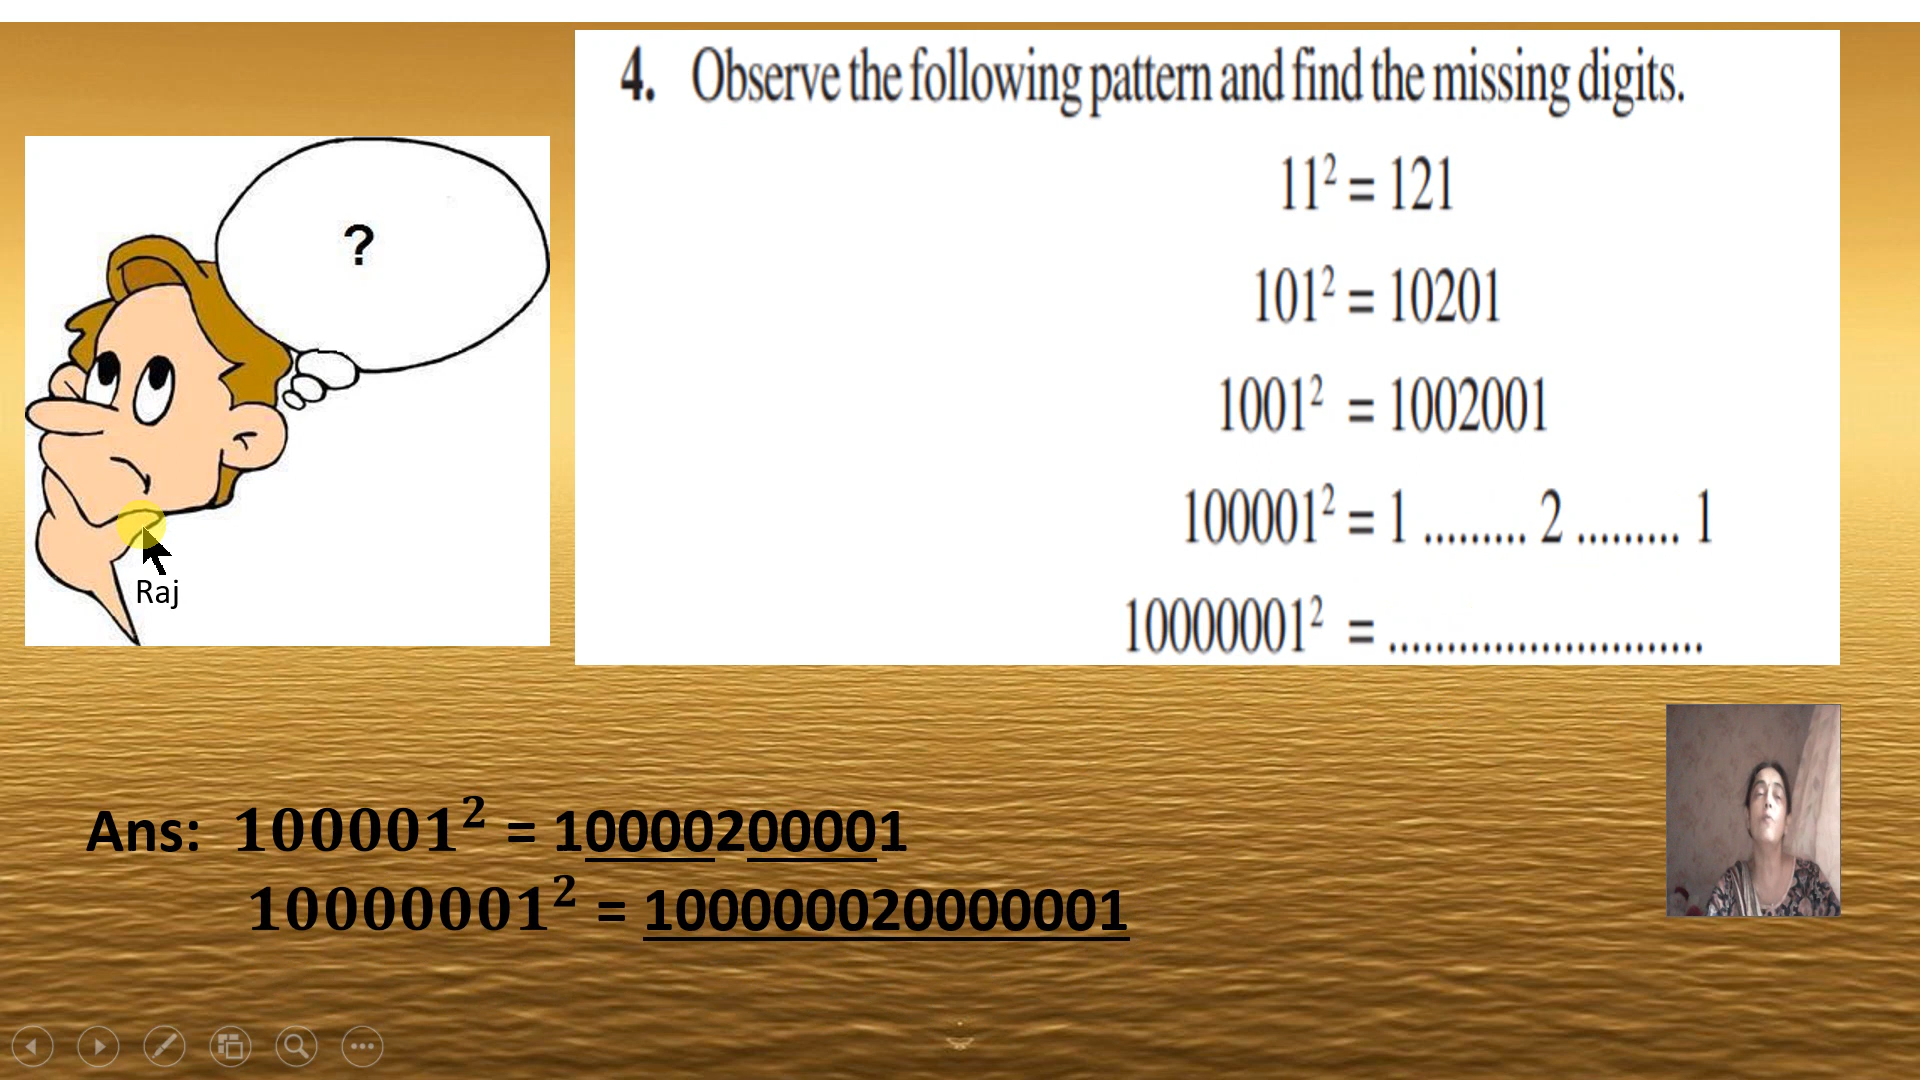 4. Observe the following pattern and find the missing digits.
11² = 121
101² = 10201
1001² = 1002001
100001² = 1 ......... 2 ......... 1
10000001² = ...........................
?
Raj
Ans: 100001² = 10000200001
10000001² = 100000020000001